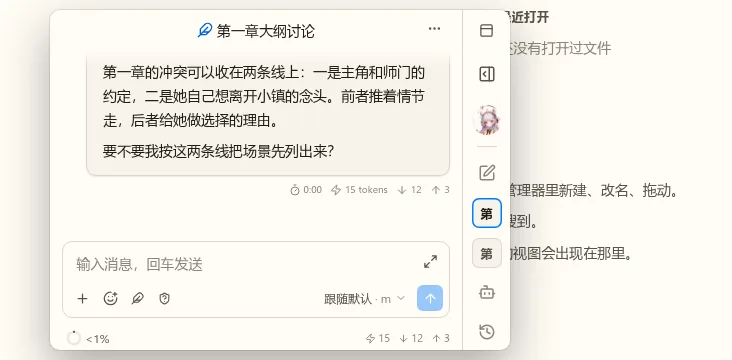 第一章大纲讨论
第一章的冲突可以收在两条线上：一是主角和师门的
约定，二是她自己想离开小镇的念头。前者推着情节
走，后者给她做选择的理由。
要不要我按这两条线把场景先列出来？
0:00 15 tokens 12 3
输入消息，回车发送
跟随默认 · m
<1% 15 12 3
第
第
近打开
没有打开过文件
管理器里新建、改名、拖动。
搜到。
视图会出现在那里。